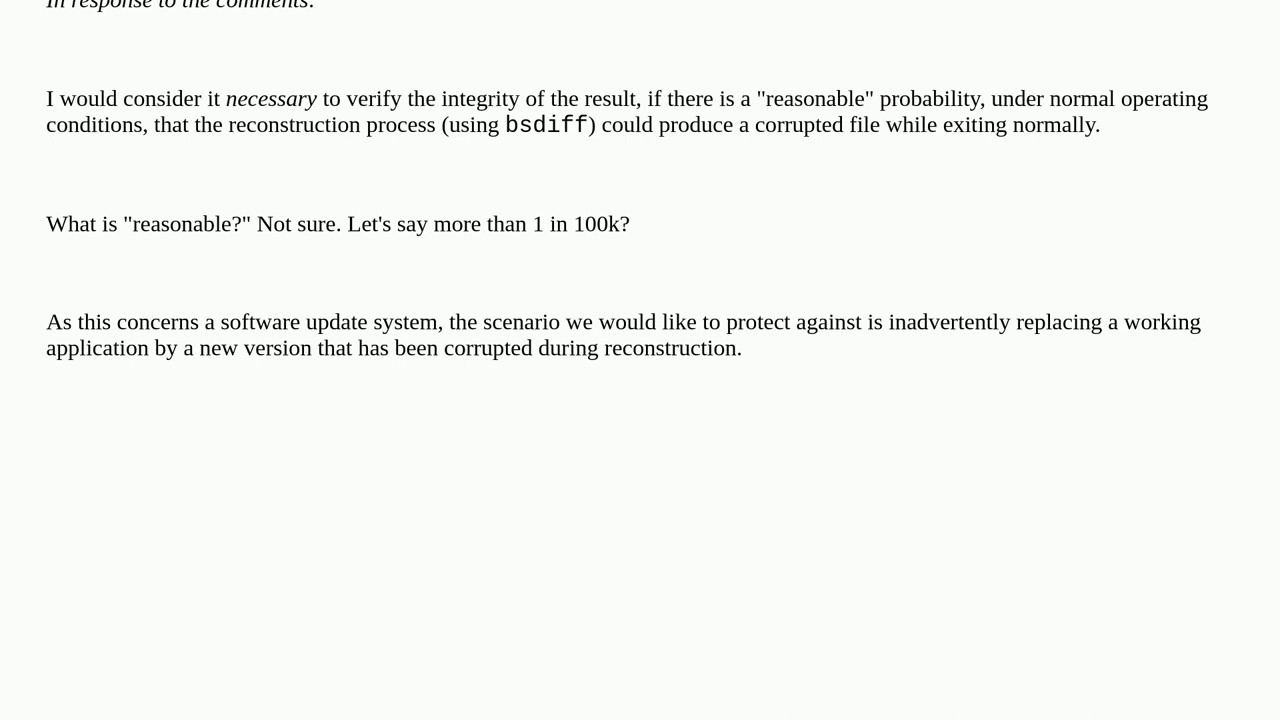 In response to the comments:
I would consider it necessary to verify the integrity of the result, if there is a "reasonable" probability, under normal operating
conditions, that the reconstruction process (using bsdiff) could produce a corrupted file while exiting normally.
What is "reasonable?" Not sure. Let's say more than 1 in 100k?
As this concerns a software update system, the scenario we would like to protect against is inadvertently replacing a working
application by a new version that has been corrupted during reconstruction.